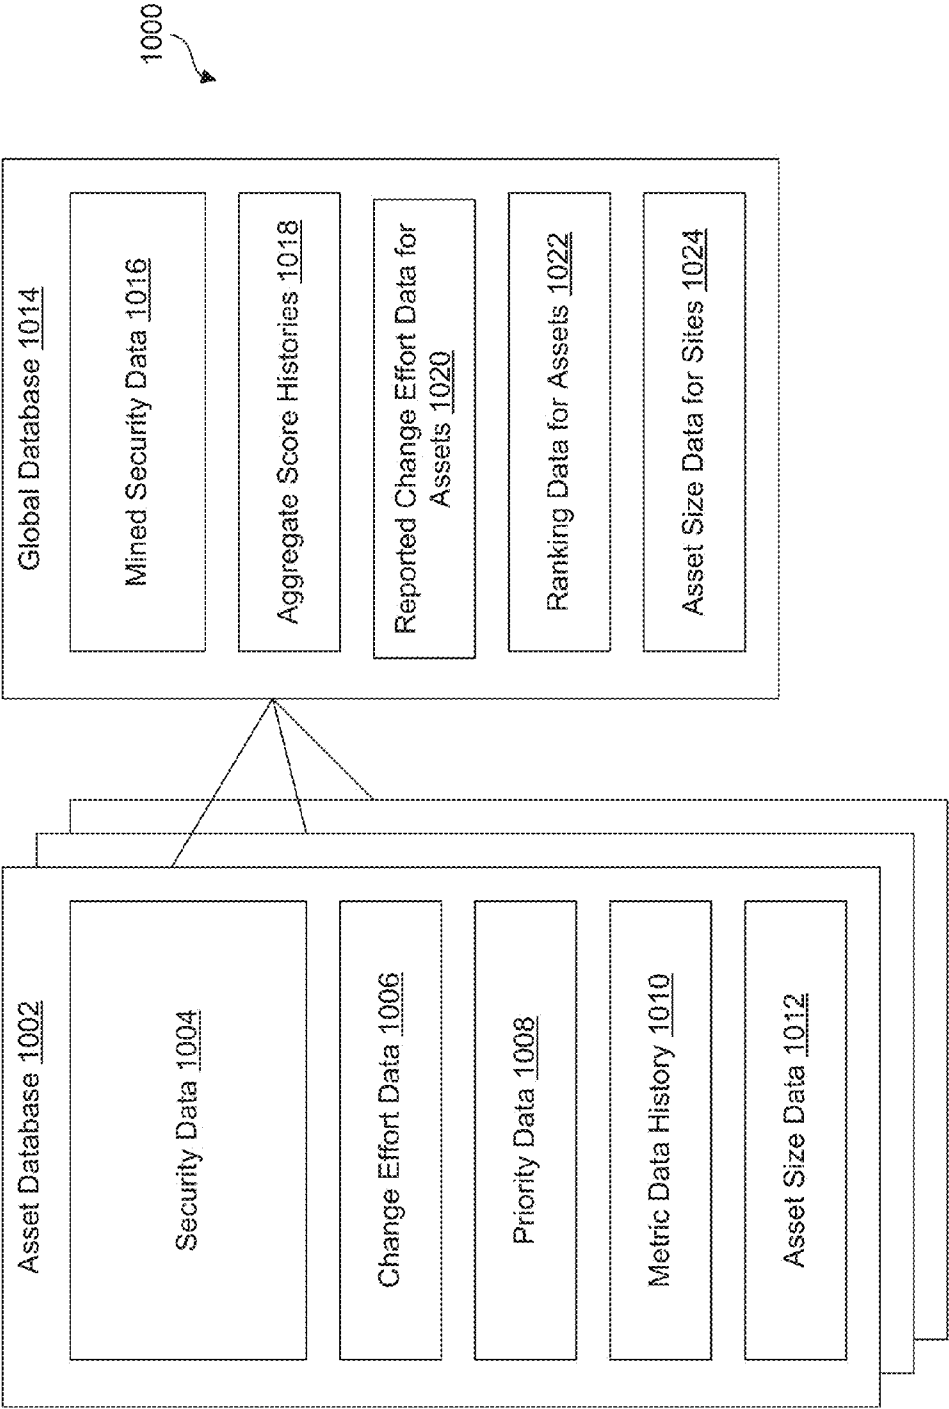 1000
Asset Database 1002
Security Data 1004
Change Effort Data 1006
Priority Data 1008
Metric Data History 1010
Asset Size Data 1012
Global Database 1014
Mined Security Data 1016
Aggregate Score Histories 1018
Reported Change Effort Data for
Assets 1020
Ranking Data for Assets 1022
Asset Size Data for Sites 1024